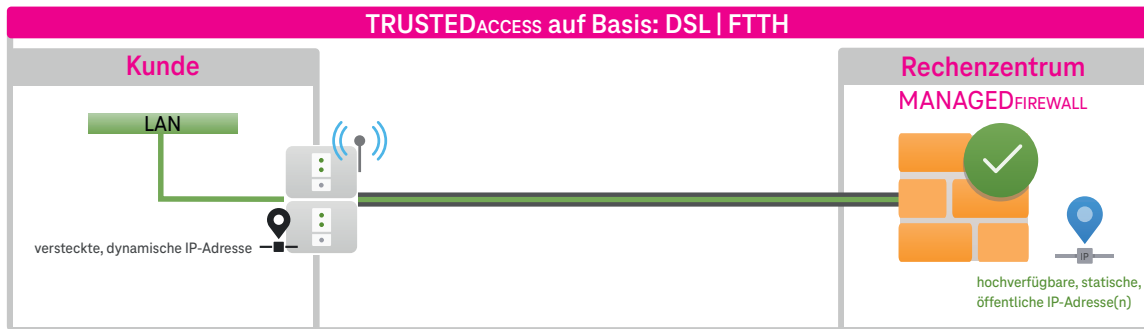 TRUSTEDACCESS auf Basis: DSL | FTTH
Kunde
LAN
versteckte, dynamische IP-Adresse
Rechenzentrum
MANAGEDFIREWALL
IP
hochverfügbare, statische,
öffentliche IP-Adresse(n)